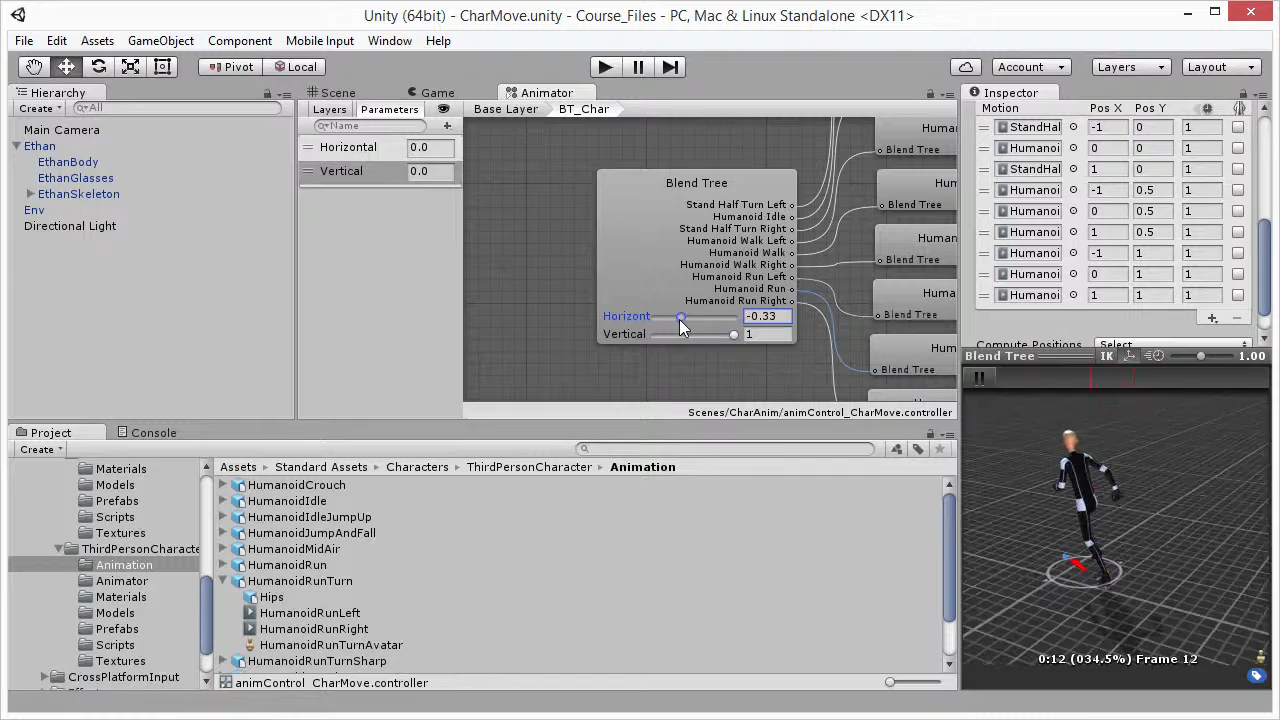 Unity (64bit) - CharMove.unity - Course_Files - PC, Mac & Linux Standalone <DX11>
File Edit Assets GameObject Component Mobile Input Window Help
Pivot Local Account Layers Layout
Hierarchy
Create All
Main Camera
Ethan
EthanBody
EthanGlasses
EthanSkeleton
Env
Directional Light
Scene Game Animator
Layers Parameters
Name
Horizontal 0.0
Vertical 0.0
Base Layer BT_Char
Blend Tree
Stand Half Turn Left
Humanoid Idle
Stand Half Turn Right
Humanoid Walk Left
Humanoid Walk
Humanoid Walk Right
Humanoid Run Left
Humanoid Run
Humanoid Run Right
Horizont -0.33
Vertical 1
Huma
Blend Tree
Hum
Blend Tree
Human
Blend Tree
Huma
Blend Tree
Hum
Blend Tree
Scenes/CharAnim/animControl_CharMove.controller
Inspector
Motion Pos X Pos Y
StandHal -1 0 1
Humanoi 0 0 1
StandHal 1 0 1
Humanoi -1 0.5 1
Humanoi 0 0.5 1
Humanoi 1 0.5 1
Humanoi -1 1 1
Humanoi 0 1 1
Humanoi 1 1 1
Compute Positions Select
Blend Tree IK 1.00
0:12 (034.5%) Frame 12
Project Console
Create
Materials
Models
Prefabs
Scripts
Textures
ThirdPersonCharacte
Animation
Animator
Materials
Models
Prefabs
Scripts
Textures
CrossPlatformInput
Assets Standard Assets Characters ThirdPersonCharacter Animation
HumanoidCrouch
HumanoidIdle
HumanoidIdleJumpUp
HumanoidJumpAndFall
HumanoidMidAir
HumanoidRun
HumanoidRunTurn
Hips
HumanoidRunLeft
HumanoidRunRight
HumanoidRunTurnAvatar
HumanoidRunTurnSharp
animControl_CharMove.controller